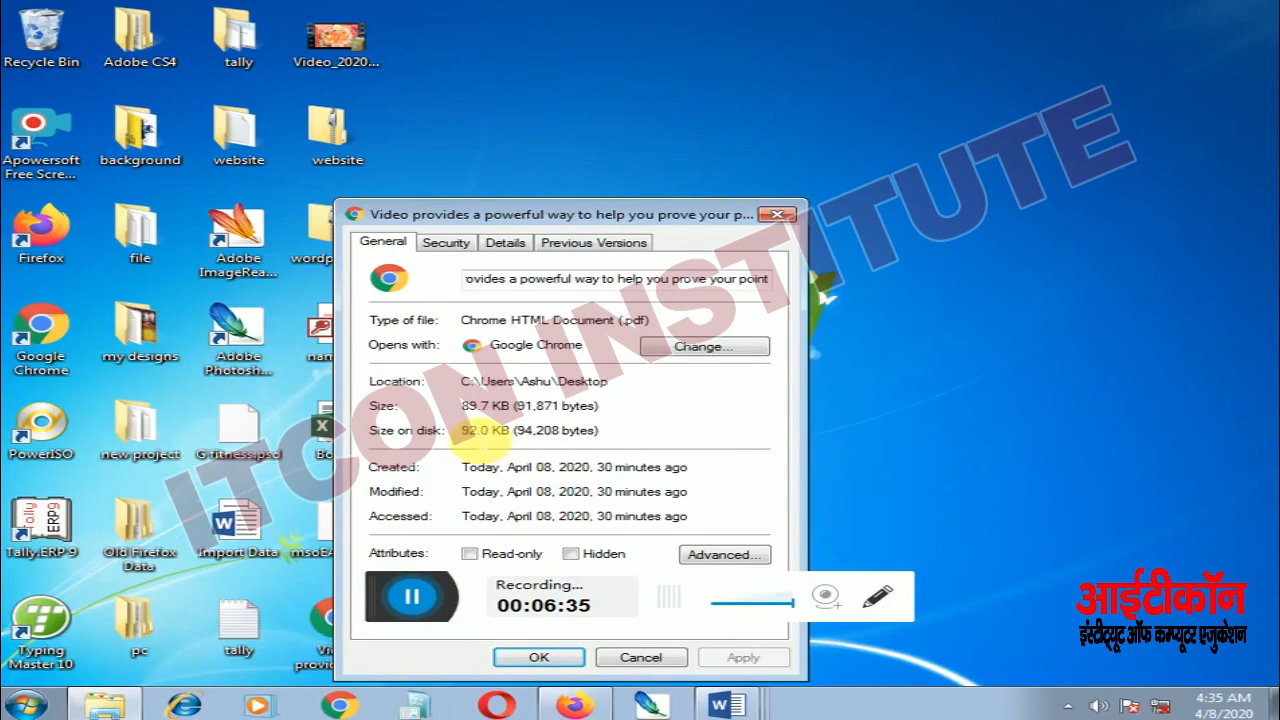 Recycle Bin
Adobe CS4
tally
Video_2020...
Apowersoft
Free Scre...
background
website
website
Firefox
file
Adobe
ImageRea...
Google
Chrome
my designs
Adobe
Photosh...
PowerISO
new project
G fitness.psd
Tally.ERP 9
Old Firefox
Data
Import Data
Typing
Master 10
pc
tally
Video provides a powerful way to help you prove your p...
General
Security
Details
Previous Versions
ovides a powerful way to help you prove your point
Type of file: Chrome HTML Document (.pdf)
Opens with: Google Chrome
Change...
Location: C:\Users\Ashu\Desktop
Size: 89.7 KB (91,871 bytes)
Size on disk: 92.0 KB (94,208 bytes)
Created: Today, April 08, 2020, 30 minutes ago
Modified: Today, April 08, 2020, 30 minutes ago
Accessed: Today, April 08, 2020, 30 minutes ago
Attributes: Read-only Hidden
Advanced...
Recording...
00:06:35
OK
Cancel
Apply
ITCON INSTITUTE
आईटीकॉन
इंस्टीट्यूट ऑफ कम्प्यूटर एजुकेशन
4:35 AM
4/8/2020